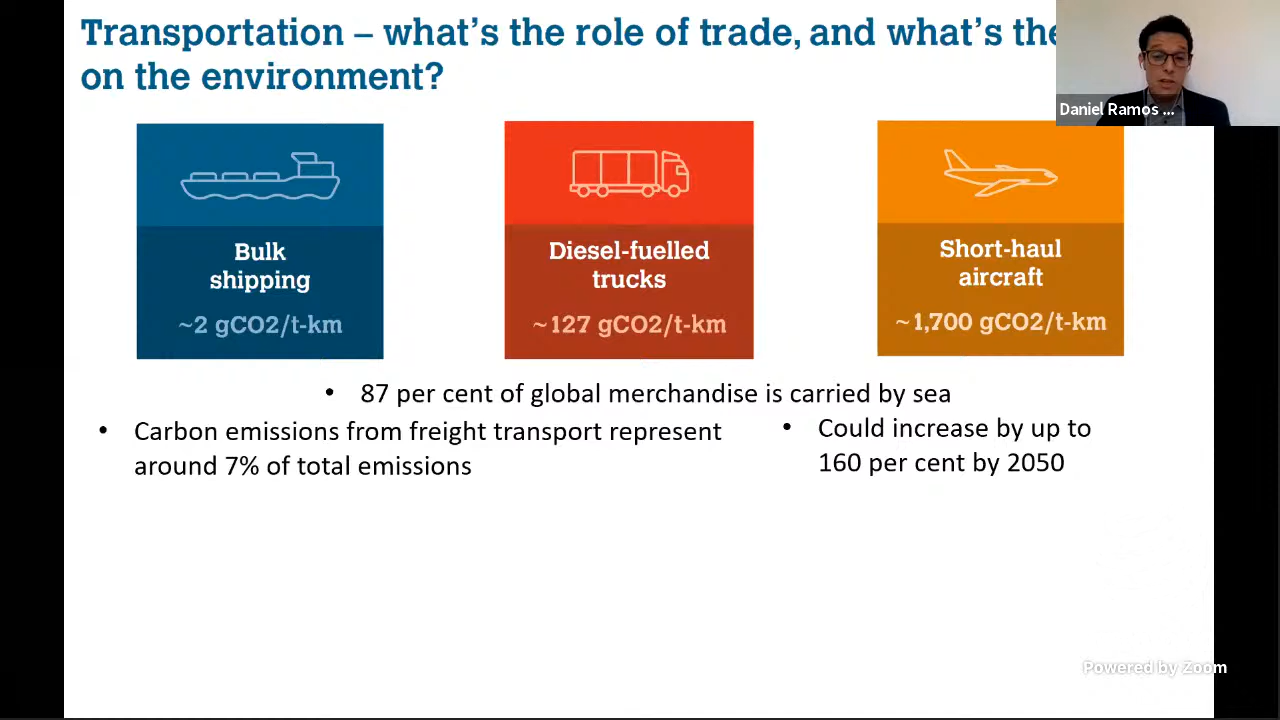 Transportation – what's the role of trade, and what's the
on the environment?
Daniel Ramos ...
Bulk
shipping
~2 gCO2/t-km
Diesel-fuelled
trucks
~127 gCO2/t-km
Short-haul
aircraft
~1,700 gCO2/t-km
• 87 per cent of global merchandise is carried by sea
• Carbon emissions from freight transport represent
around 7% of total emissions
• Could increase by up to
160 per cent by 2050
Powered by Zoom